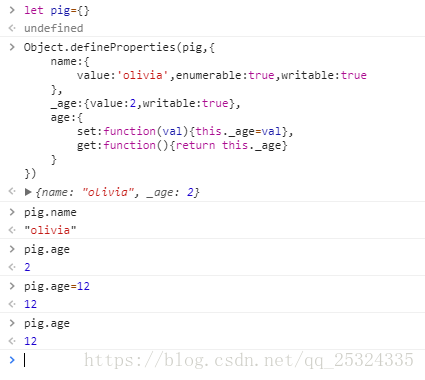 > let pig={}
< undefined
> Object.defineProperties(pig,{
name:{
value:'olivia',enumerable:true,writable:true
},
_age:{value:2,writable:true},
age:{
set:function(val){this._age=val},
get:function(){return this._age}
}
})
< ▶{name: "olivia", _age: 2}
> pig.name
< "olivia"
> pig.age
< 2
> pig.age=12
< 12
> pig.age
< 12
>
https://blog.csdn.net/qq_25324335